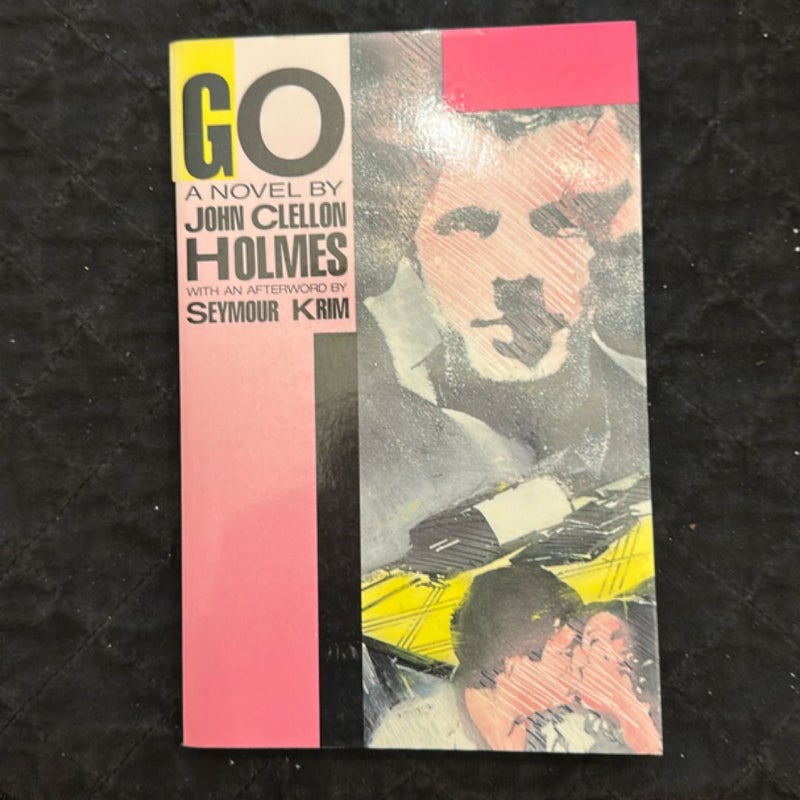 GO
A NOVEL BY
JOHN CLELLON
HOLMES
WITH AN AFTERWORD BY
SEYMOUR KRIM